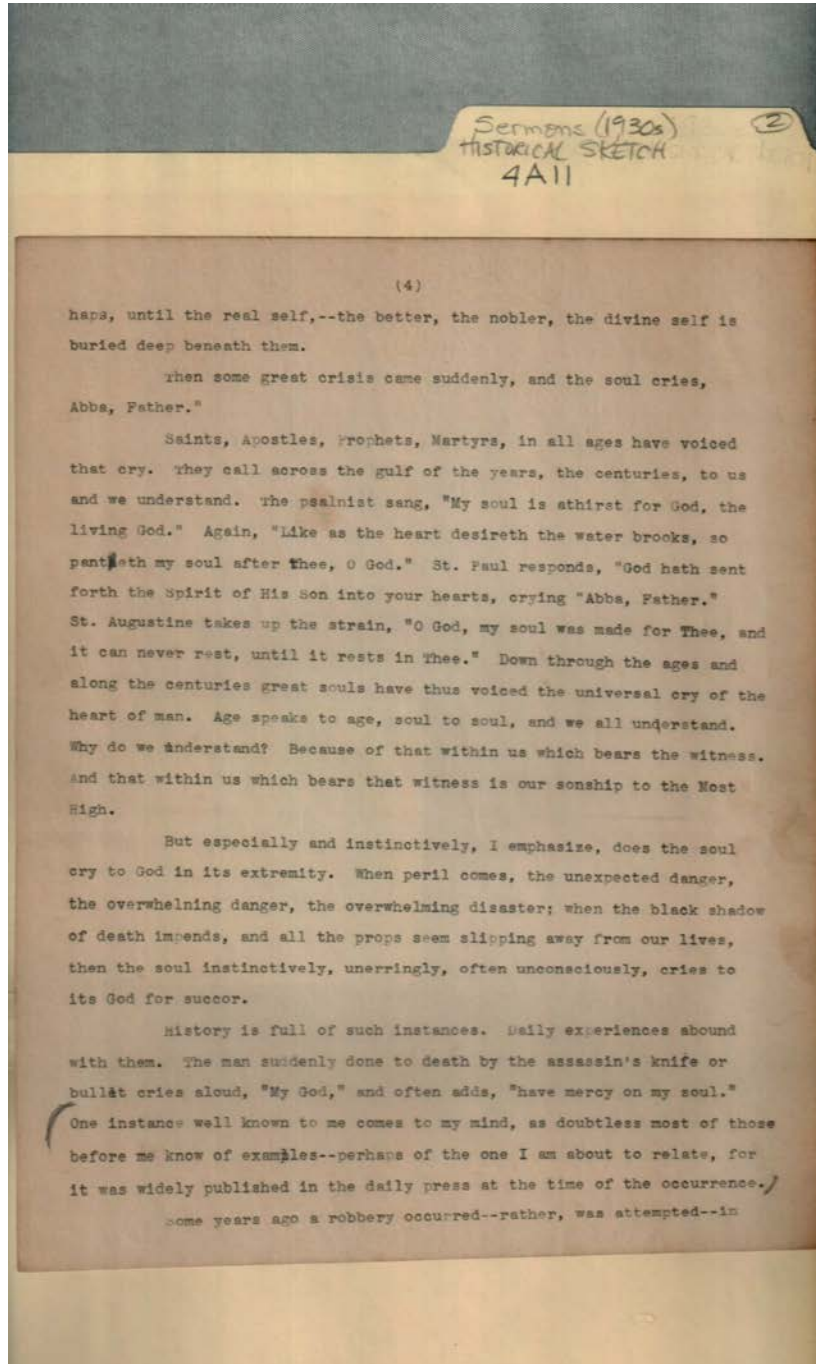 Sermons (1930s) 2
HISTORICAL SKETCH
4A11
(4)
haps, until the real self,--the better, the nobler, the divine self is
buried deep beneath them.
Then some great crisis came suddenly, and the soul cries,
Abba, Father."
Saints, Apostles, Prophets, Martyrs, in all ages have voiced
that cry. They call across the gulf of the years, the centuries, to us
and we understand. The psalnist sang, "My soul is athirst for God, the
living God." Again, "Like as the heart desireth the water brooks, so
panteth my soul after Thee, O God." St. Paul responds, "God hath sent
forth the Spirit of His Son into your hearts, crying "Abba, Father."
St. Augustine takes up the strain, "O God, my soul was made for Thee, and
it can never rest, until it rests in Thee." Down through the ages and
along the centuries great souls have thus voiced the universal cry of the
heart of man. Age speaks to age, soul to soul, and we all understand.
Why do we understand? Because of that within us which bears the witness.
And that within us which bears that witness is our sonship to the Most
High.
But especially and instinctively, I emphasize, does the soul
cry to God in its extremity. When peril comes, the unexpected danger,
the overwhelning danger, the overwhelming disaster; when the black shadow
of death impends, and all the props seem slipping away from our lives,
then the soul instinctively, unerringly, often unconsciously, cries to
its God for succor.
History is full of such instances. Daily experiences abound
with them. The man suddenly done to death by the assassin's knife or
bullet cries aloud, "My God," and often adds, "have mercy on my soul."
(One instance well known to me comes to my mind, as doubtless most of those
before me know of examples--perhaps of the one I am about to relate, for
it was widely published in the daily press at the time of the occurrence.)
Some years ago a robbery occurred--rather, was attempted--in